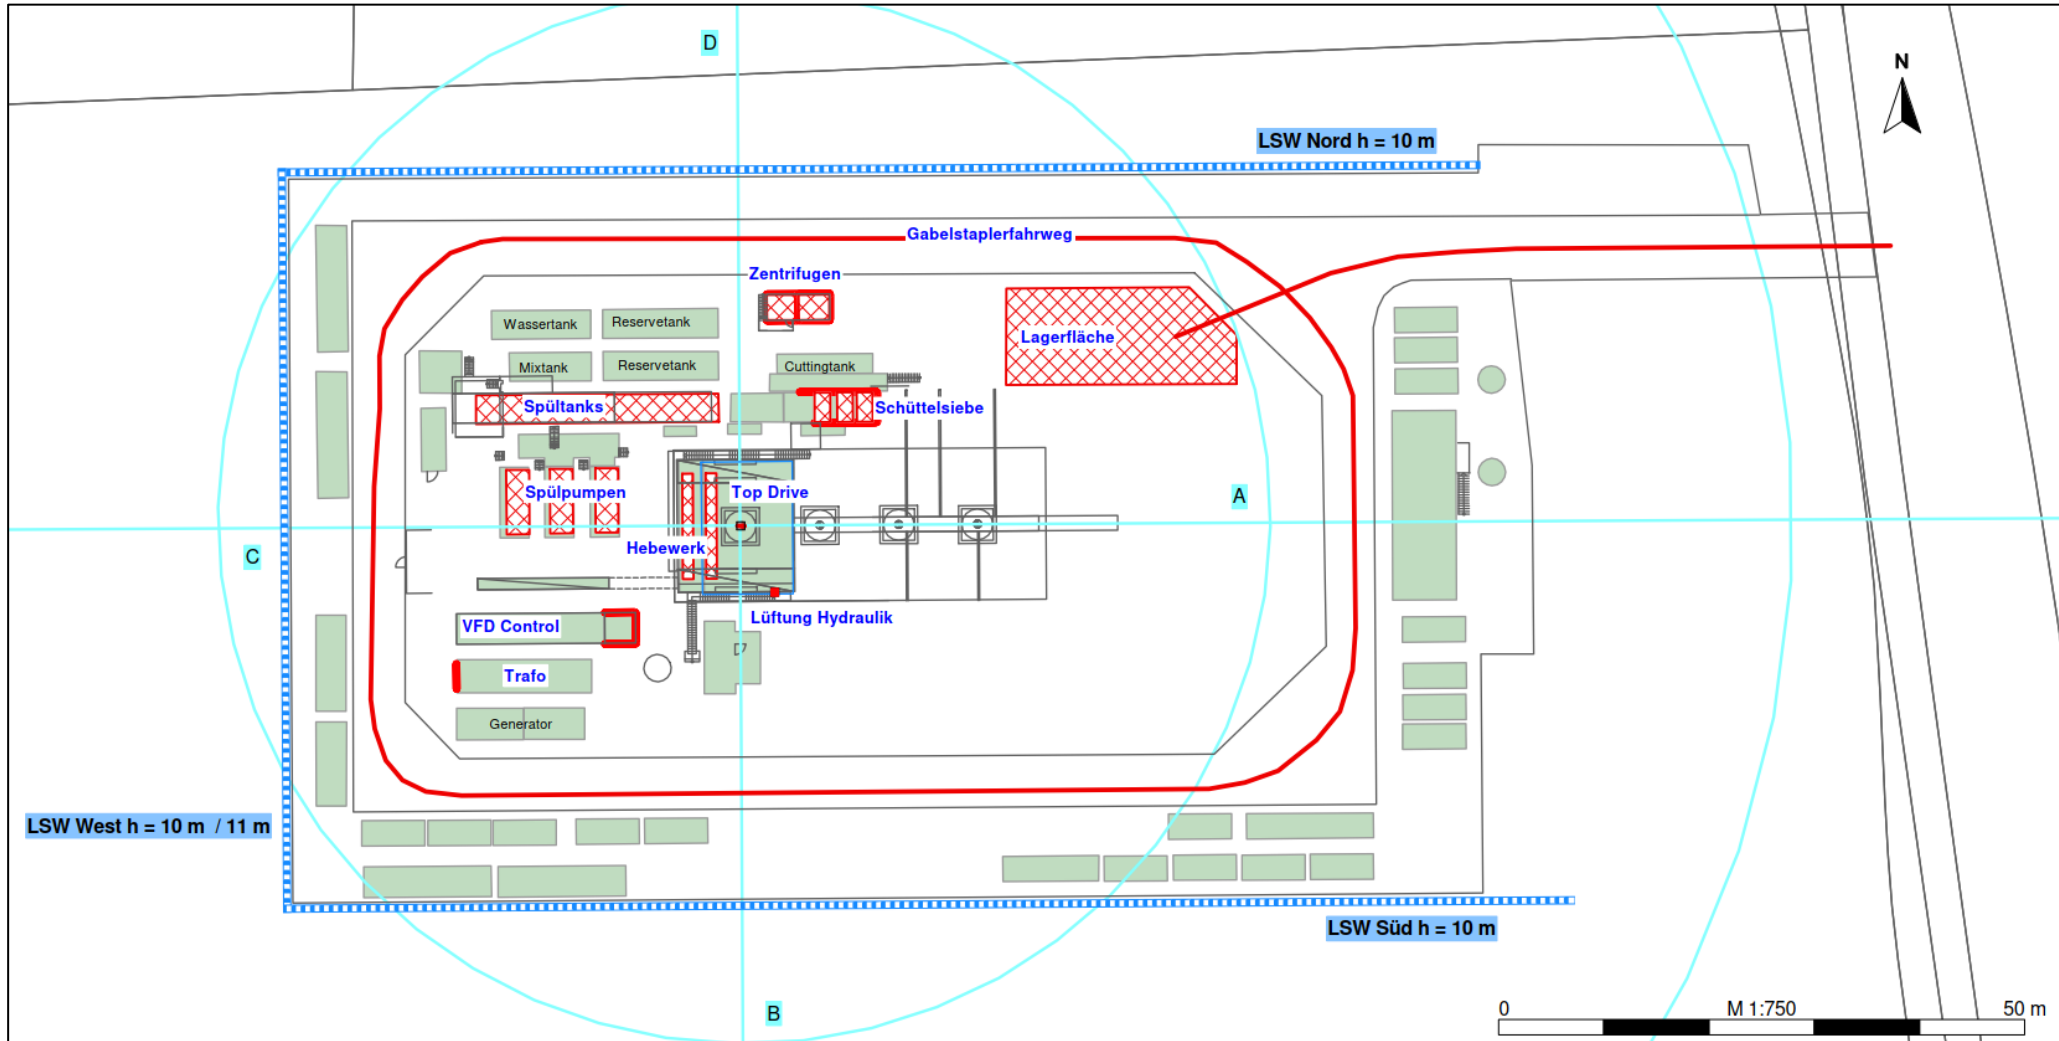 D
N
LSW Nord h = 10 m
Gabelstaplerfahrweg
Zentrifugen
Wassertank
Reservetank
Lagerfläche
Mixtank
Reservetank
Cuttingtank
Spültanks
Schüttelsiebe
Spülpumpen
Top Drive
A
Hebewerk
C
Lüftung Hydraulik
VFD Control
Trafo
Generator
LSW West h = 10 m / 11 m
LSW Süd h = 10 m
B
0 M 1:750 50 m